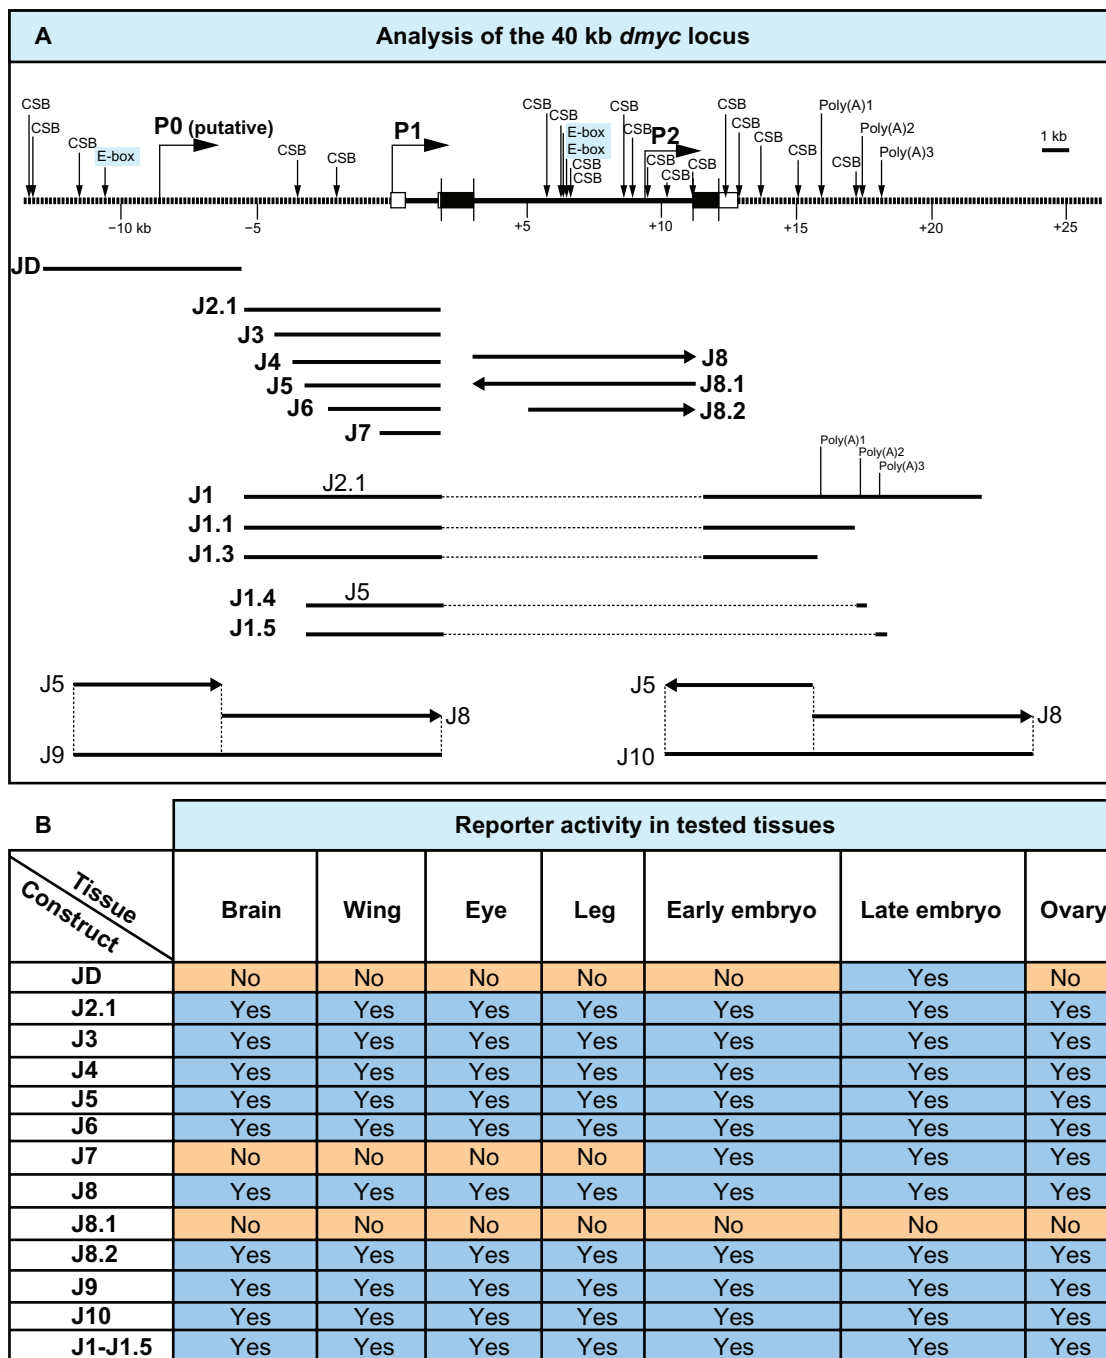 A Analysis of the 40 kb dmyc locus
CSB
CSB
CSB
E-box
P0 (putative)
CSB
CSB
P1
CSB
CSB
E-box
E-box
CSB
CSB
CSB
CSB
P2
CSB
CSB
CSB
CSB
CSB
CSB
CSB
Poly(A)1
CSB
Poly(A)2
Poly(A)3
1 kb
−10 kb −5 +5 +10 +15 +20 +25
JD
J2.1
J3
J4
J5
J6
J7
J8
J8.1
J8.2
Poly(A)1
Poly(A)2
Poly(A)3
J1 J2.1
J1.1
J1.3
J1.4 J5
J1.5
J5 J8
J9
J5 J8
J10
B Reporter activity in tested tissues
Tissue
Construct
Brain Wing Eye Leg Early embryo Late embryo Ovary
JD No No No No No Yes No
J2.1 Yes Yes Yes Yes Yes Yes Yes
J3 Yes Yes Yes Yes Yes Yes Yes
J4 Yes Yes Yes Yes Yes Yes Yes
J5 Yes Yes Yes Yes Yes Yes Yes
J6 Yes Yes Yes Yes Yes Yes Yes
J7 No No No No Yes Yes Yes
J8 Yes Yes Yes Yes Yes Yes Yes
J8.1 No No No No No No No
J8.2 Yes Yes Yes Yes Yes Yes Yes
J9 Yes Yes Yes Yes Yes Yes Yes
J10 Yes Yes Yes Yes Yes Yes Yes
J1-J1.5 Yes Yes Yes Yes Yes Yes Yes